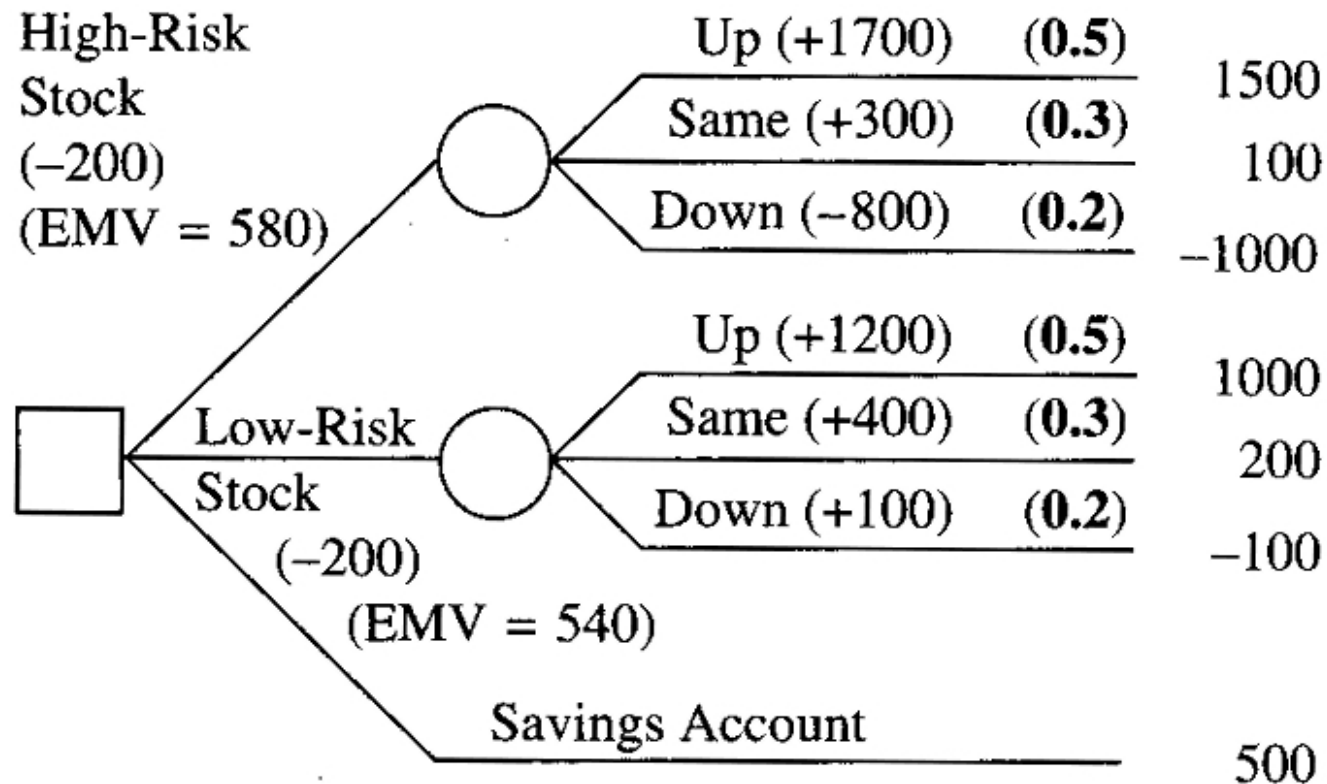 High-Risk
Stock
(–200)
(EMV = 580)
Up (+1700) (0.5) 1500
Same (+300) (0.3) 100
Down (–800) (0.2) –1000
Up (+1200) (0.5) 1000
Low-Risk
Same (+400) (0.3) 200
Stock
Down (+100) (0.2) –100
(–200)
(EMV = 540)
Savings Account 500